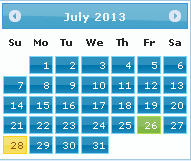 July 2013
Su Mo Tu We Th Fr Sa
1 2 3 4 5 6
7 8 9 10 11 12 13
14 15 16 17 18 19 20
21 22 23 24 25 26 27
28 29 30 31